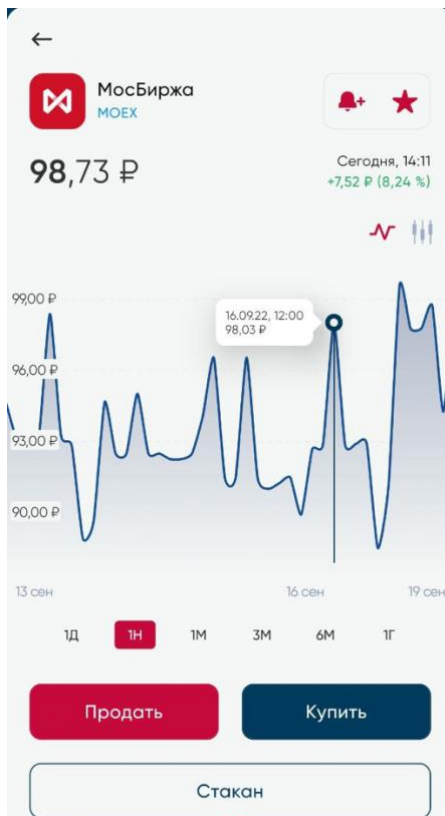 МосБиржа
MOEX
98,73 ₽
Сегодня, 14:11
+7,52 ₽ (8,24 %)
99,00 ₽
16.09.22, 12:00
98,03 ₽
96,00 ₽
93,00 ₽
90,00 ₽
13 сен
16 сен
19 сен
1Д
1Н
1М
3М
6М
1Г
Продать
Купить
Стакан